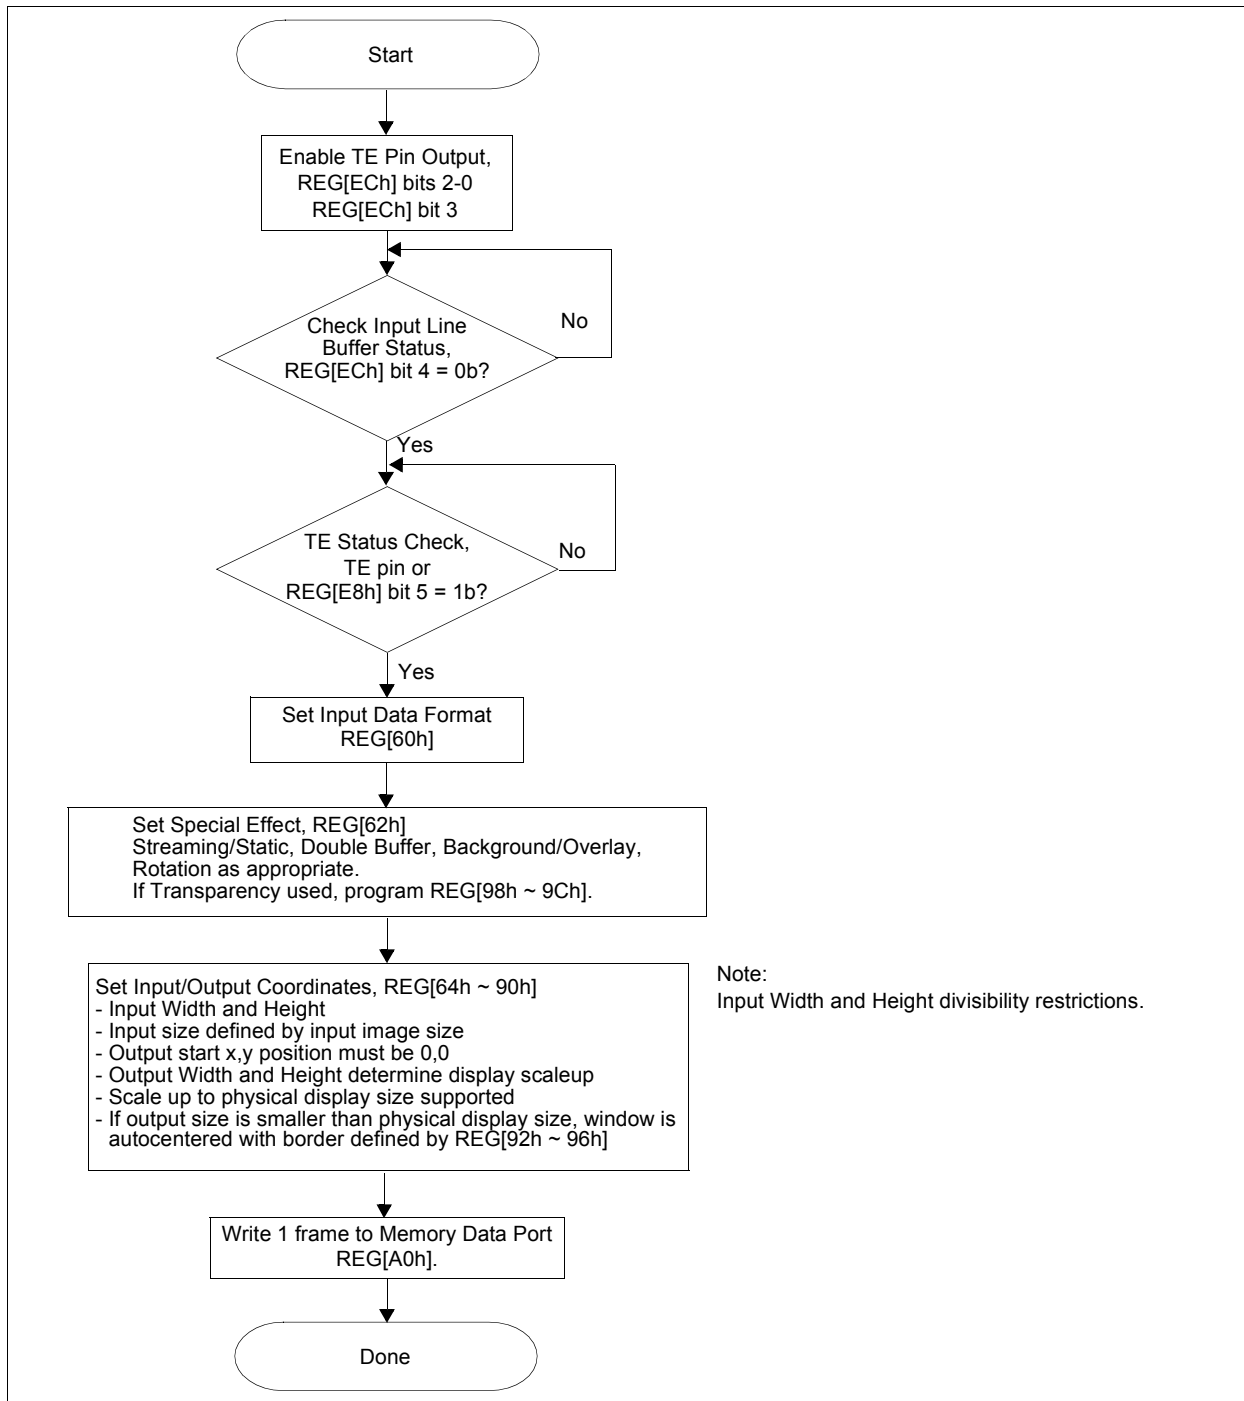 Start
Enable TE Pin Output,
REG[ECh] bits 2-0
REG[ECh] bit 3
Check Input Line
Buffer Status,
REG[ECh] bit 4 = 0b?
No
Yes
TE Status Check,
TE pin or
REG[E8h] bit 5 = 1b?
No
Yes
Set Input Data Format
REG[60h]
Set Special Effect, REG[62h]
Streaming/Static, Double Buffer, Background/Overlay,
Rotation as appropriate.
If Transparency used, program REG[98h ~ 9Ch].
Set Input/Output Coordinates, REG[64h ~ 90h]
- Input Width and Height
- Input size defined by input image size
- Output start x,y position must be 0,0
- Output Width and Height determine display scaleup
- Scale up to physical display size supported
- If output size is smaller than physical display size, window is
autocentered with border defined by REG[92h ~ 96h]
Note:
Input Width and Height divisibility restrictions.
Write 1 frame to Memory Data Port
REG[A0h].
Done